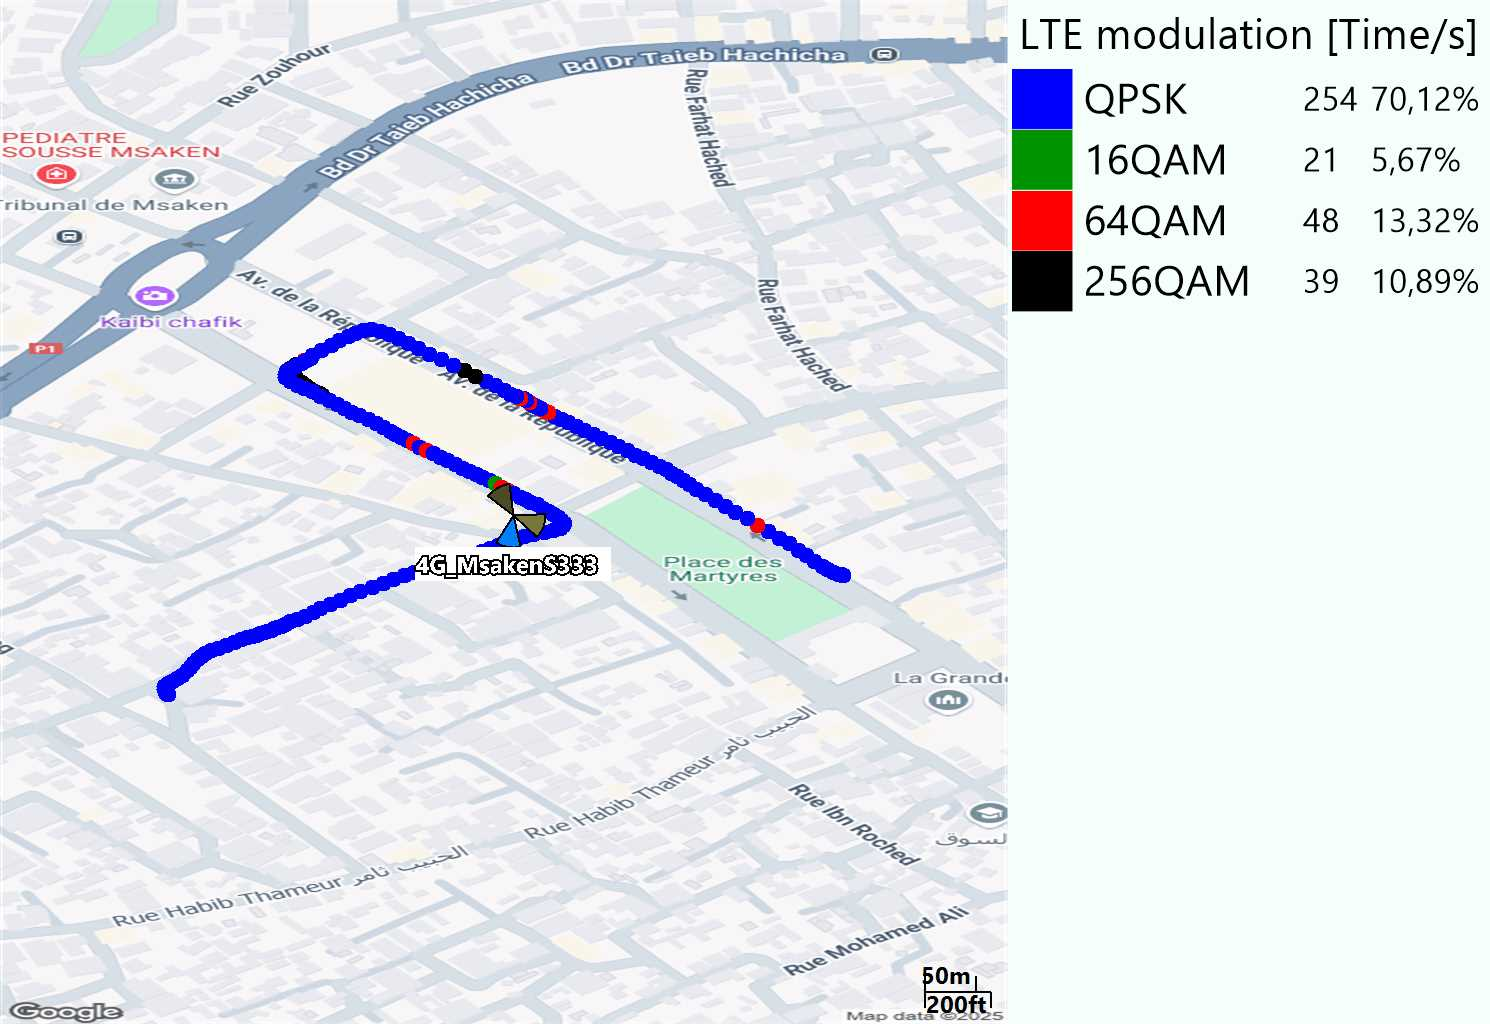 LTE modulation [Time/s]
QPSK 254 70,12%
16QAM 21 5,67%
64QAM 48 13,32%
256QAM 39 10,89%
Rue Zouhour
Bd Dr Taieb Hachicha
Bd Dr Taieb Hachicha
Rue Farhat Hached
PEDIATRE
SOUSSE MSAKEN
Tribunal de Msaken
Av. de la République
Kaibi chafik
P1
Rue Farhat Hached
Av. de la République
4G_MsakenS333
Place des
Martyres
La Grande
Rue Habib Thameur الحبيب ثامر
Rue Ibn Roched
السوق
Rue Habib Thameur الحبيب ثامر
Rue Mohamed Ali
50m
200ft
Google
Map data ©2025